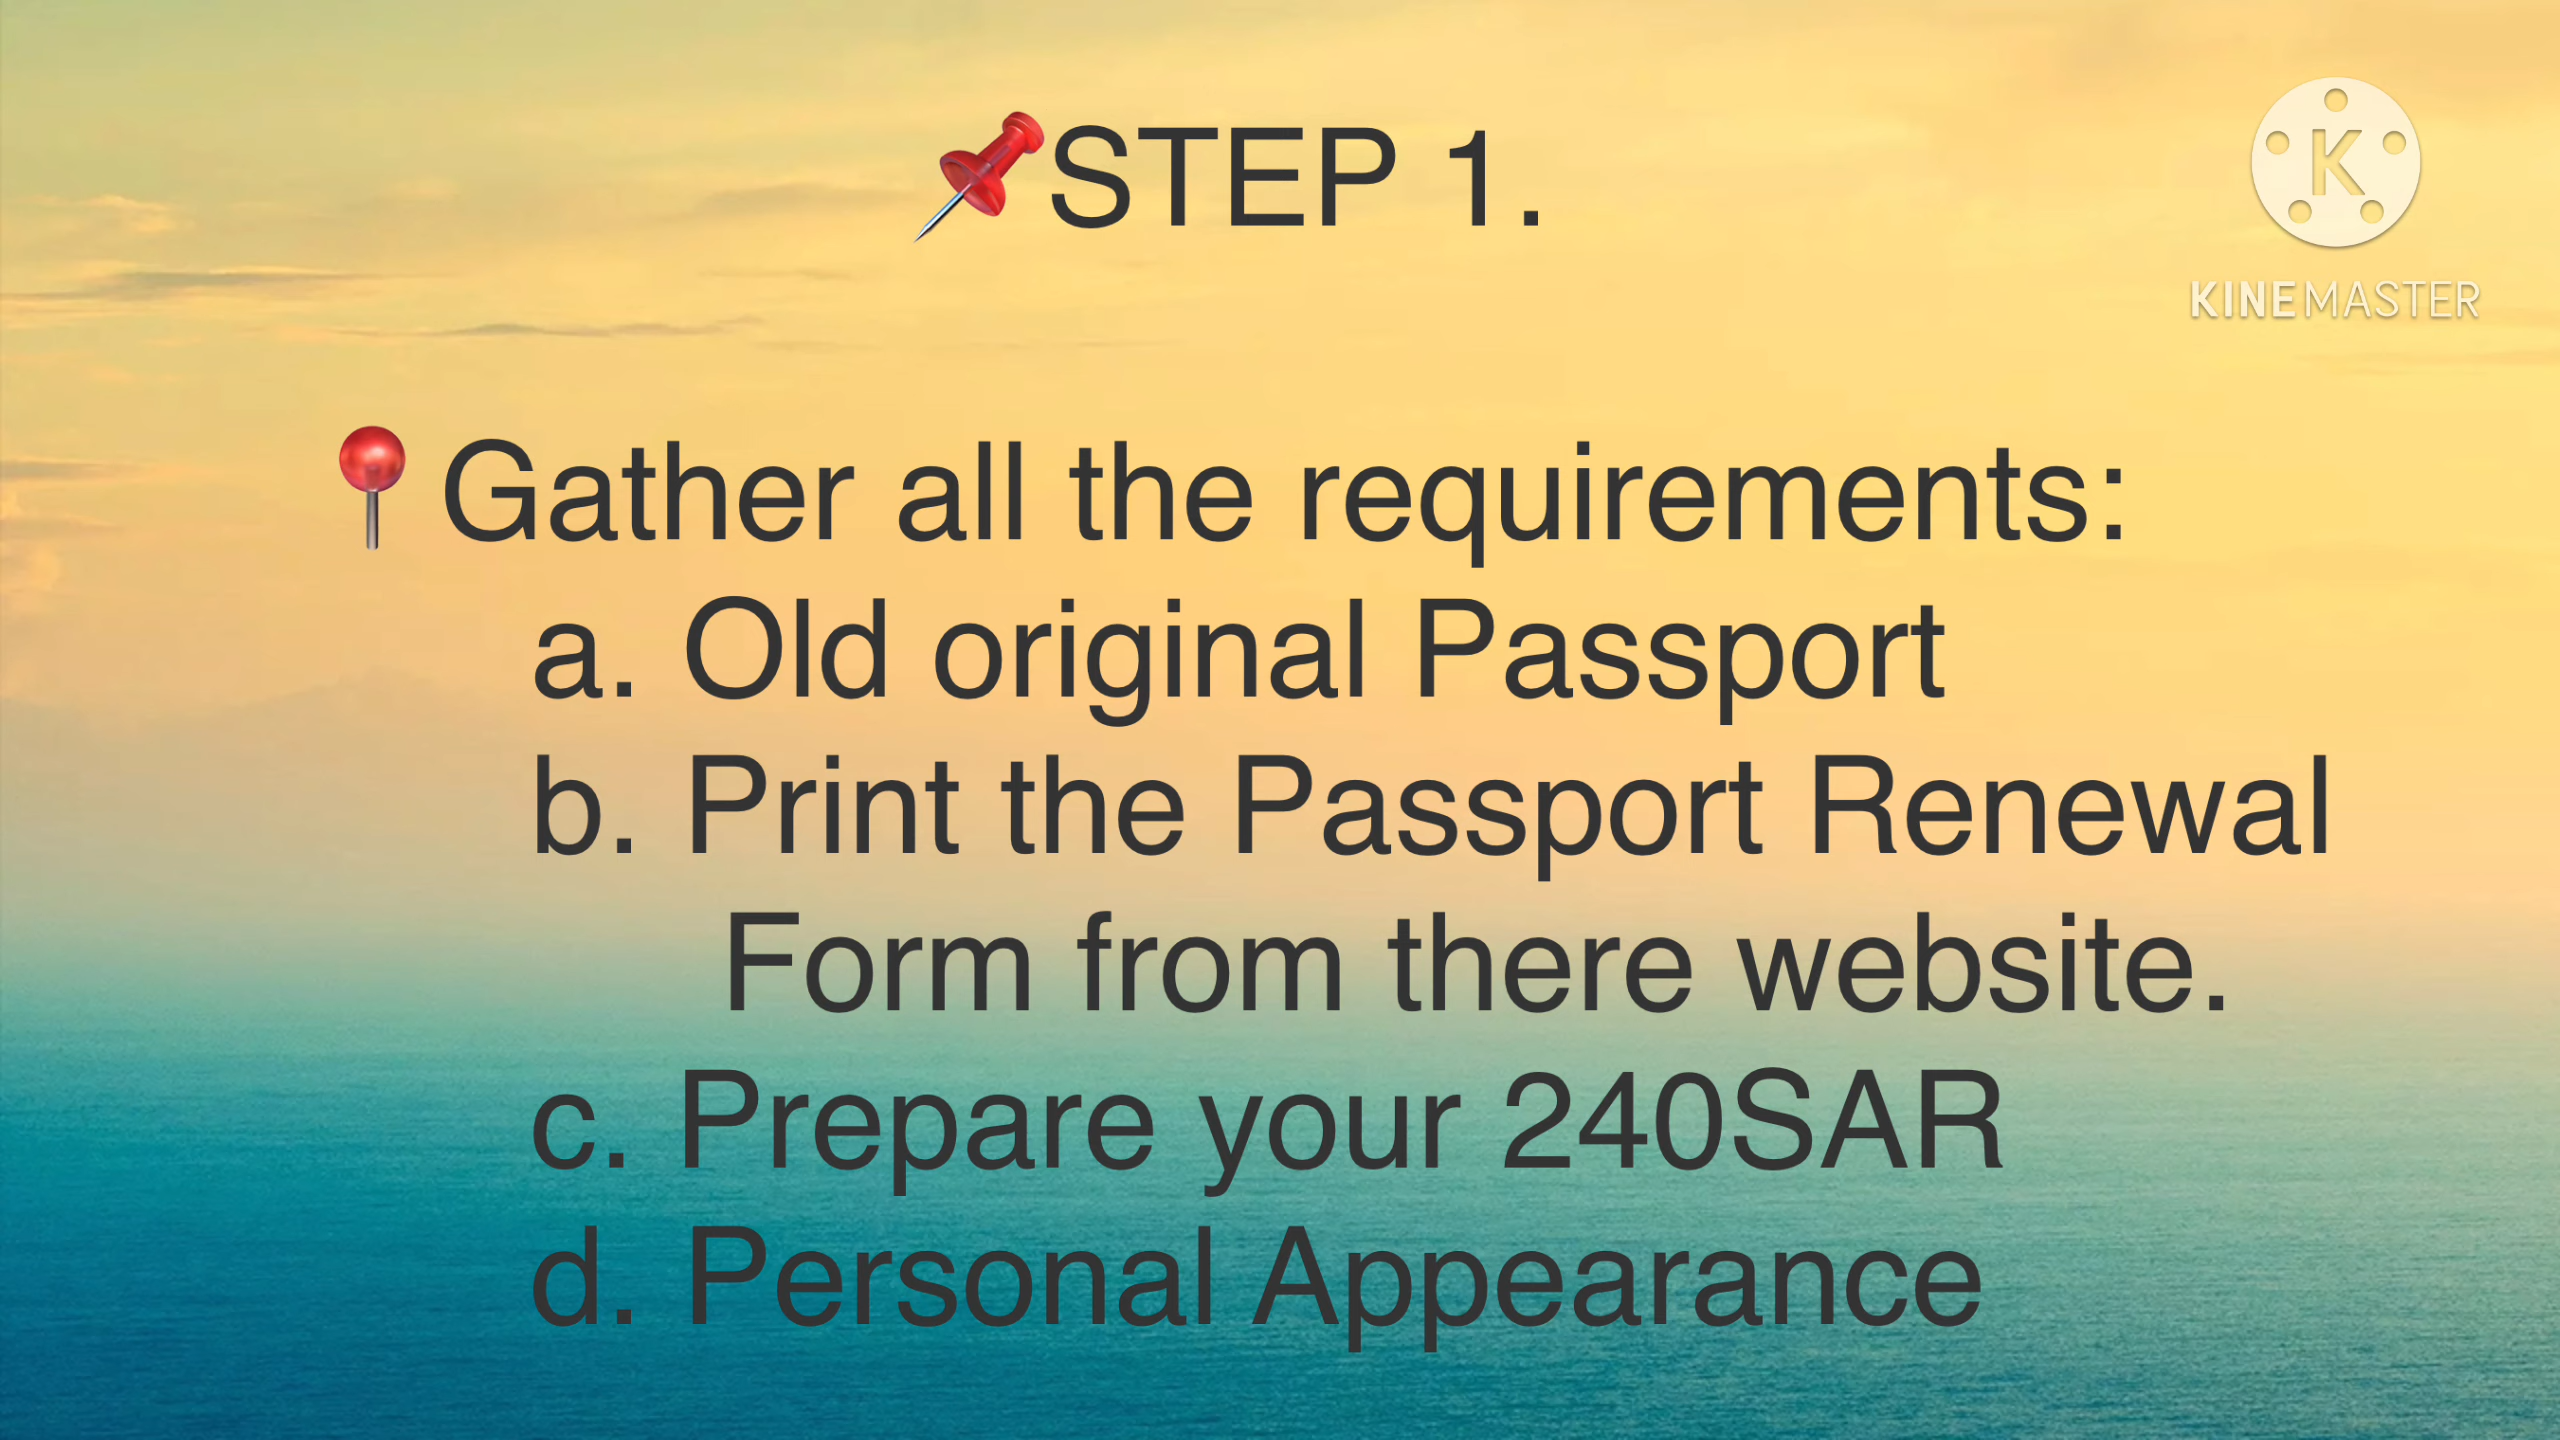 📌STEP 1.
KINEMASTER
📍Gather all the requirements:
a. Old original Passport
b. Print the Passport Renewal
Form from there website.
c. Prepare your 240SAR
d. Personal Appearance